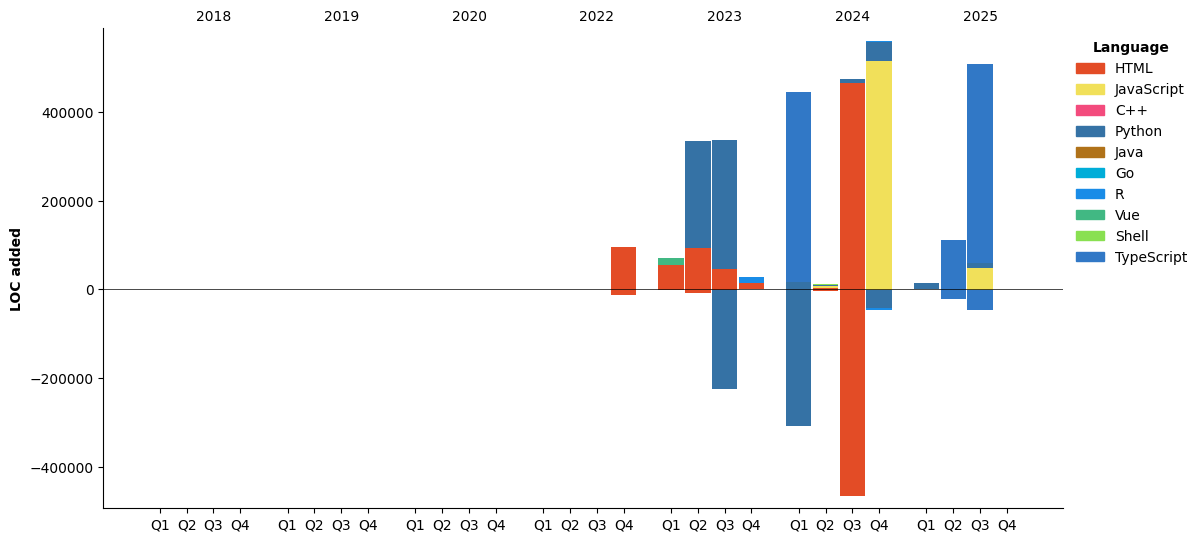 2018 2019 2020 2022 2023 2024 2025
Language
HTML
JavaScript
C++
Python
Java
Go
R
Vue
Shell
TypeScript
LOC added
400000
200000
0
−200000
−400000
Q1 Q2 Q3 Q4 Q1 Q2 Q3 Q4 Q1 Q2 Q3 Q4 Q1 Q2 Q3 Q4 Q1 Q2 Q3 Q4 Q1 Q2 Q3 Q4 Q1 Q2 Q3 Q4